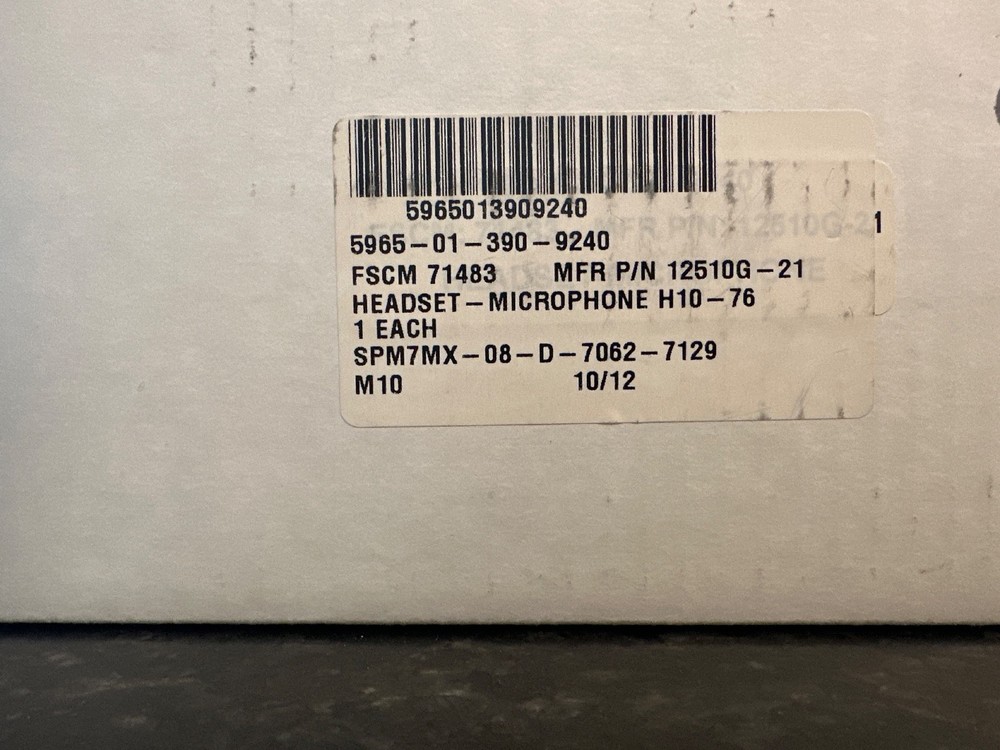 5965013909240
5965-01-390-9240
FSCM 71483 MFR P/N 12510G-21
HEADSET-MICROPHONE H10-76
1 EACH
SPM7MX-08-D-7062-7129
M10 10/12
1